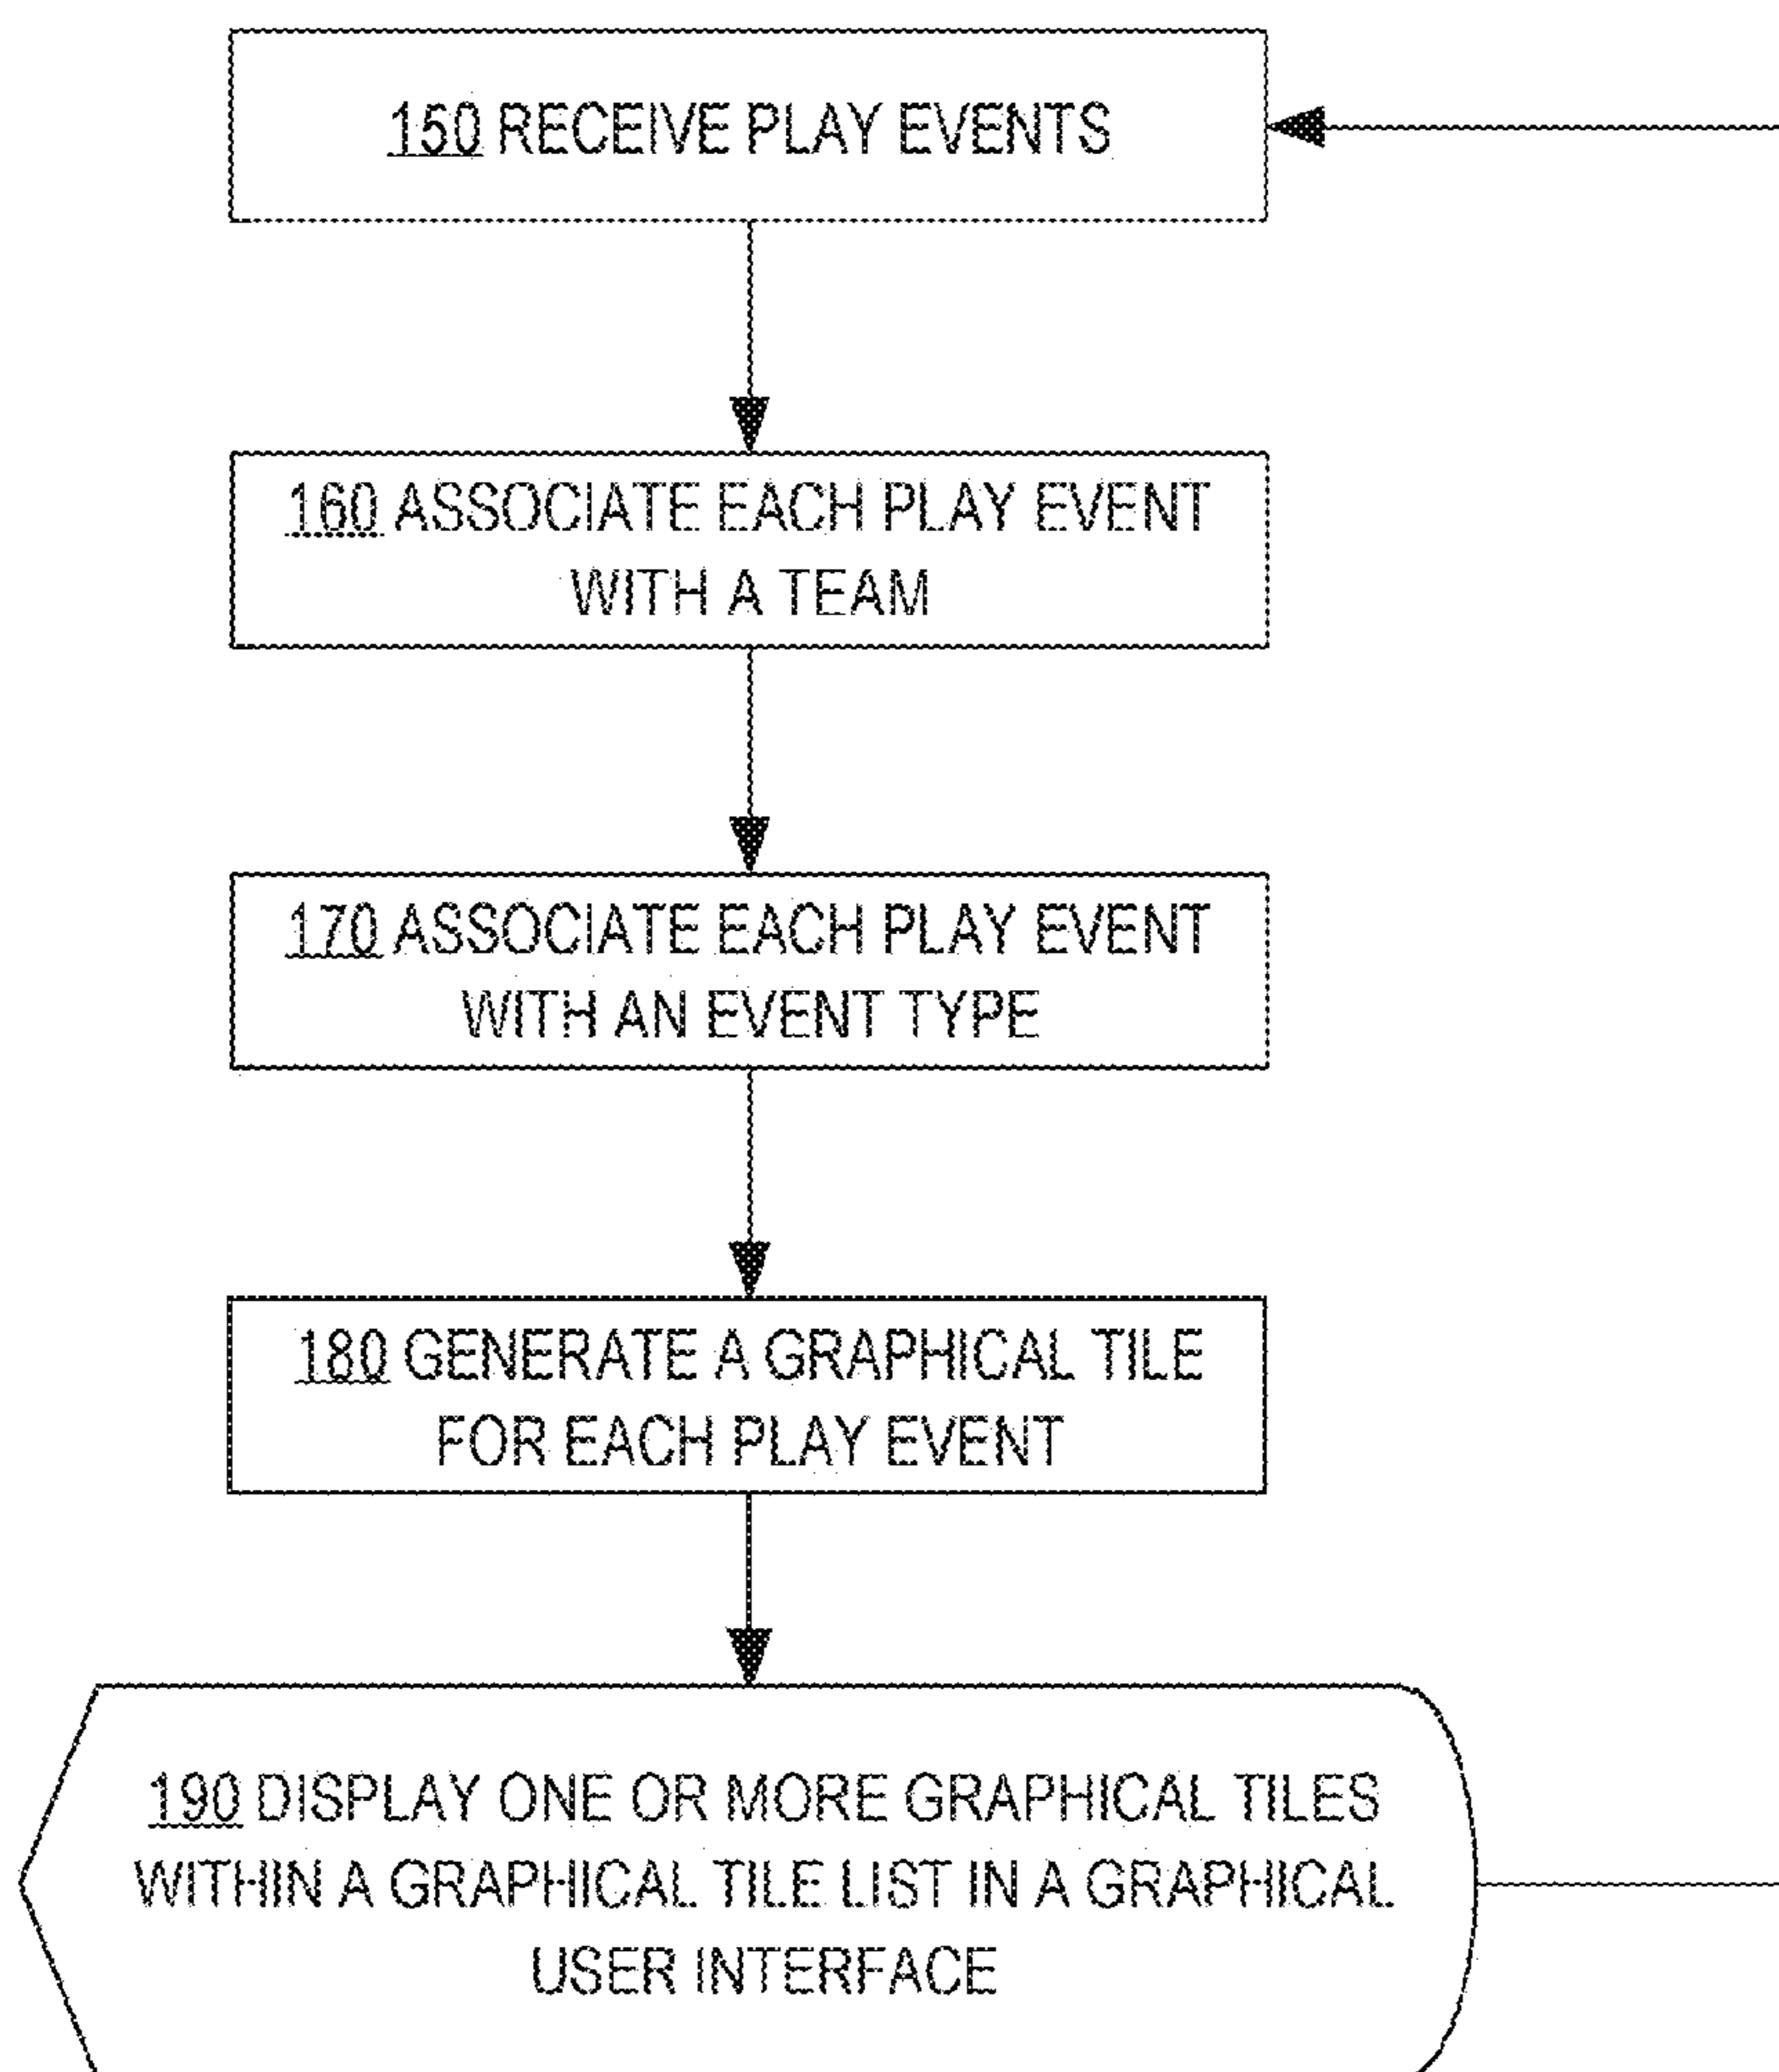 150 RECEIVE PLAY EVENTS
160 ASSOCIATE EACH PLAY EVENT
WITH A TEAM
170 ASSOCIATE EACH PLAY EVENT
WITH AN EVENT TYPE
180 GENERATE A GRAPHICAL TILE
FOR EACH PLAY EVENT
190 DISPLAY ONE OR MORE GRAPHICAL TILES
WITHIN A GRAPHICAL TILE LIST IN A GRAPHICAL
USER INTERFACE